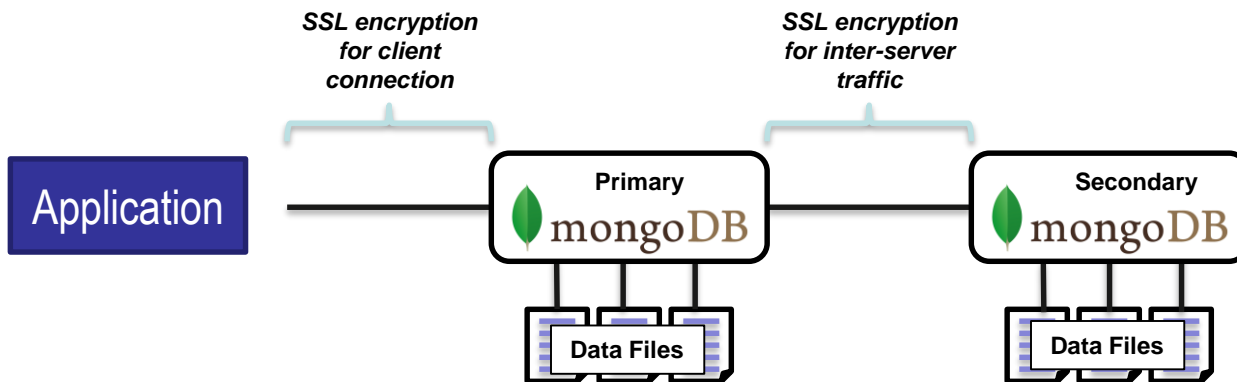 SSL encryption
for client
connection
SSL encryption
for inter-server
traffic
Application
Primary
mongoDB
Secondary
mongoDB
Data Files
Data Files